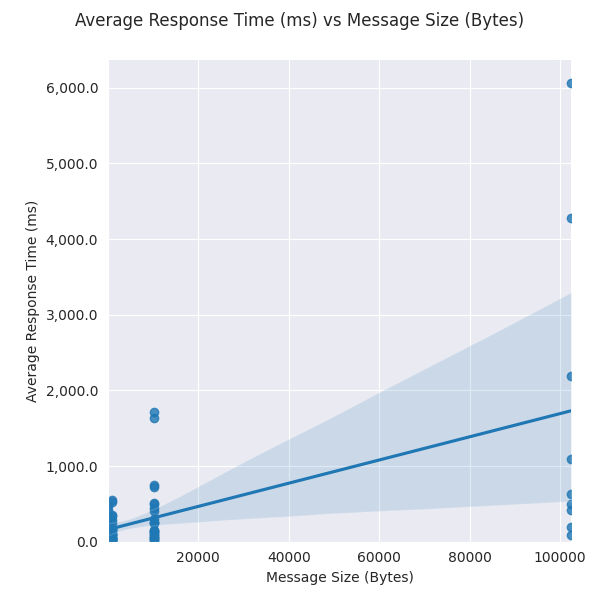 Average Response Time (ms) vs Message Size (Bytes)
6,000.0
5,000.0
4,000.0
3,000.0
2,000.0
1,000.0
0.0
Average Response Time (ms)
20000 40000 60000 80000 100000
Message Size (Bytes)